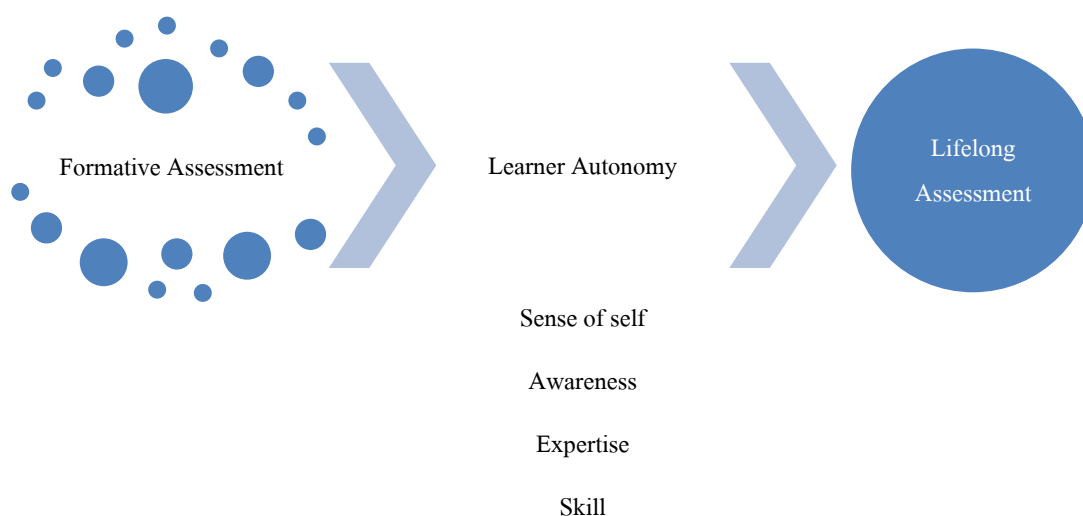 Formative Assessment
Learner Autonomy
Lifelong
Assessment
Sense of self
Awareness
Expertise
Skill